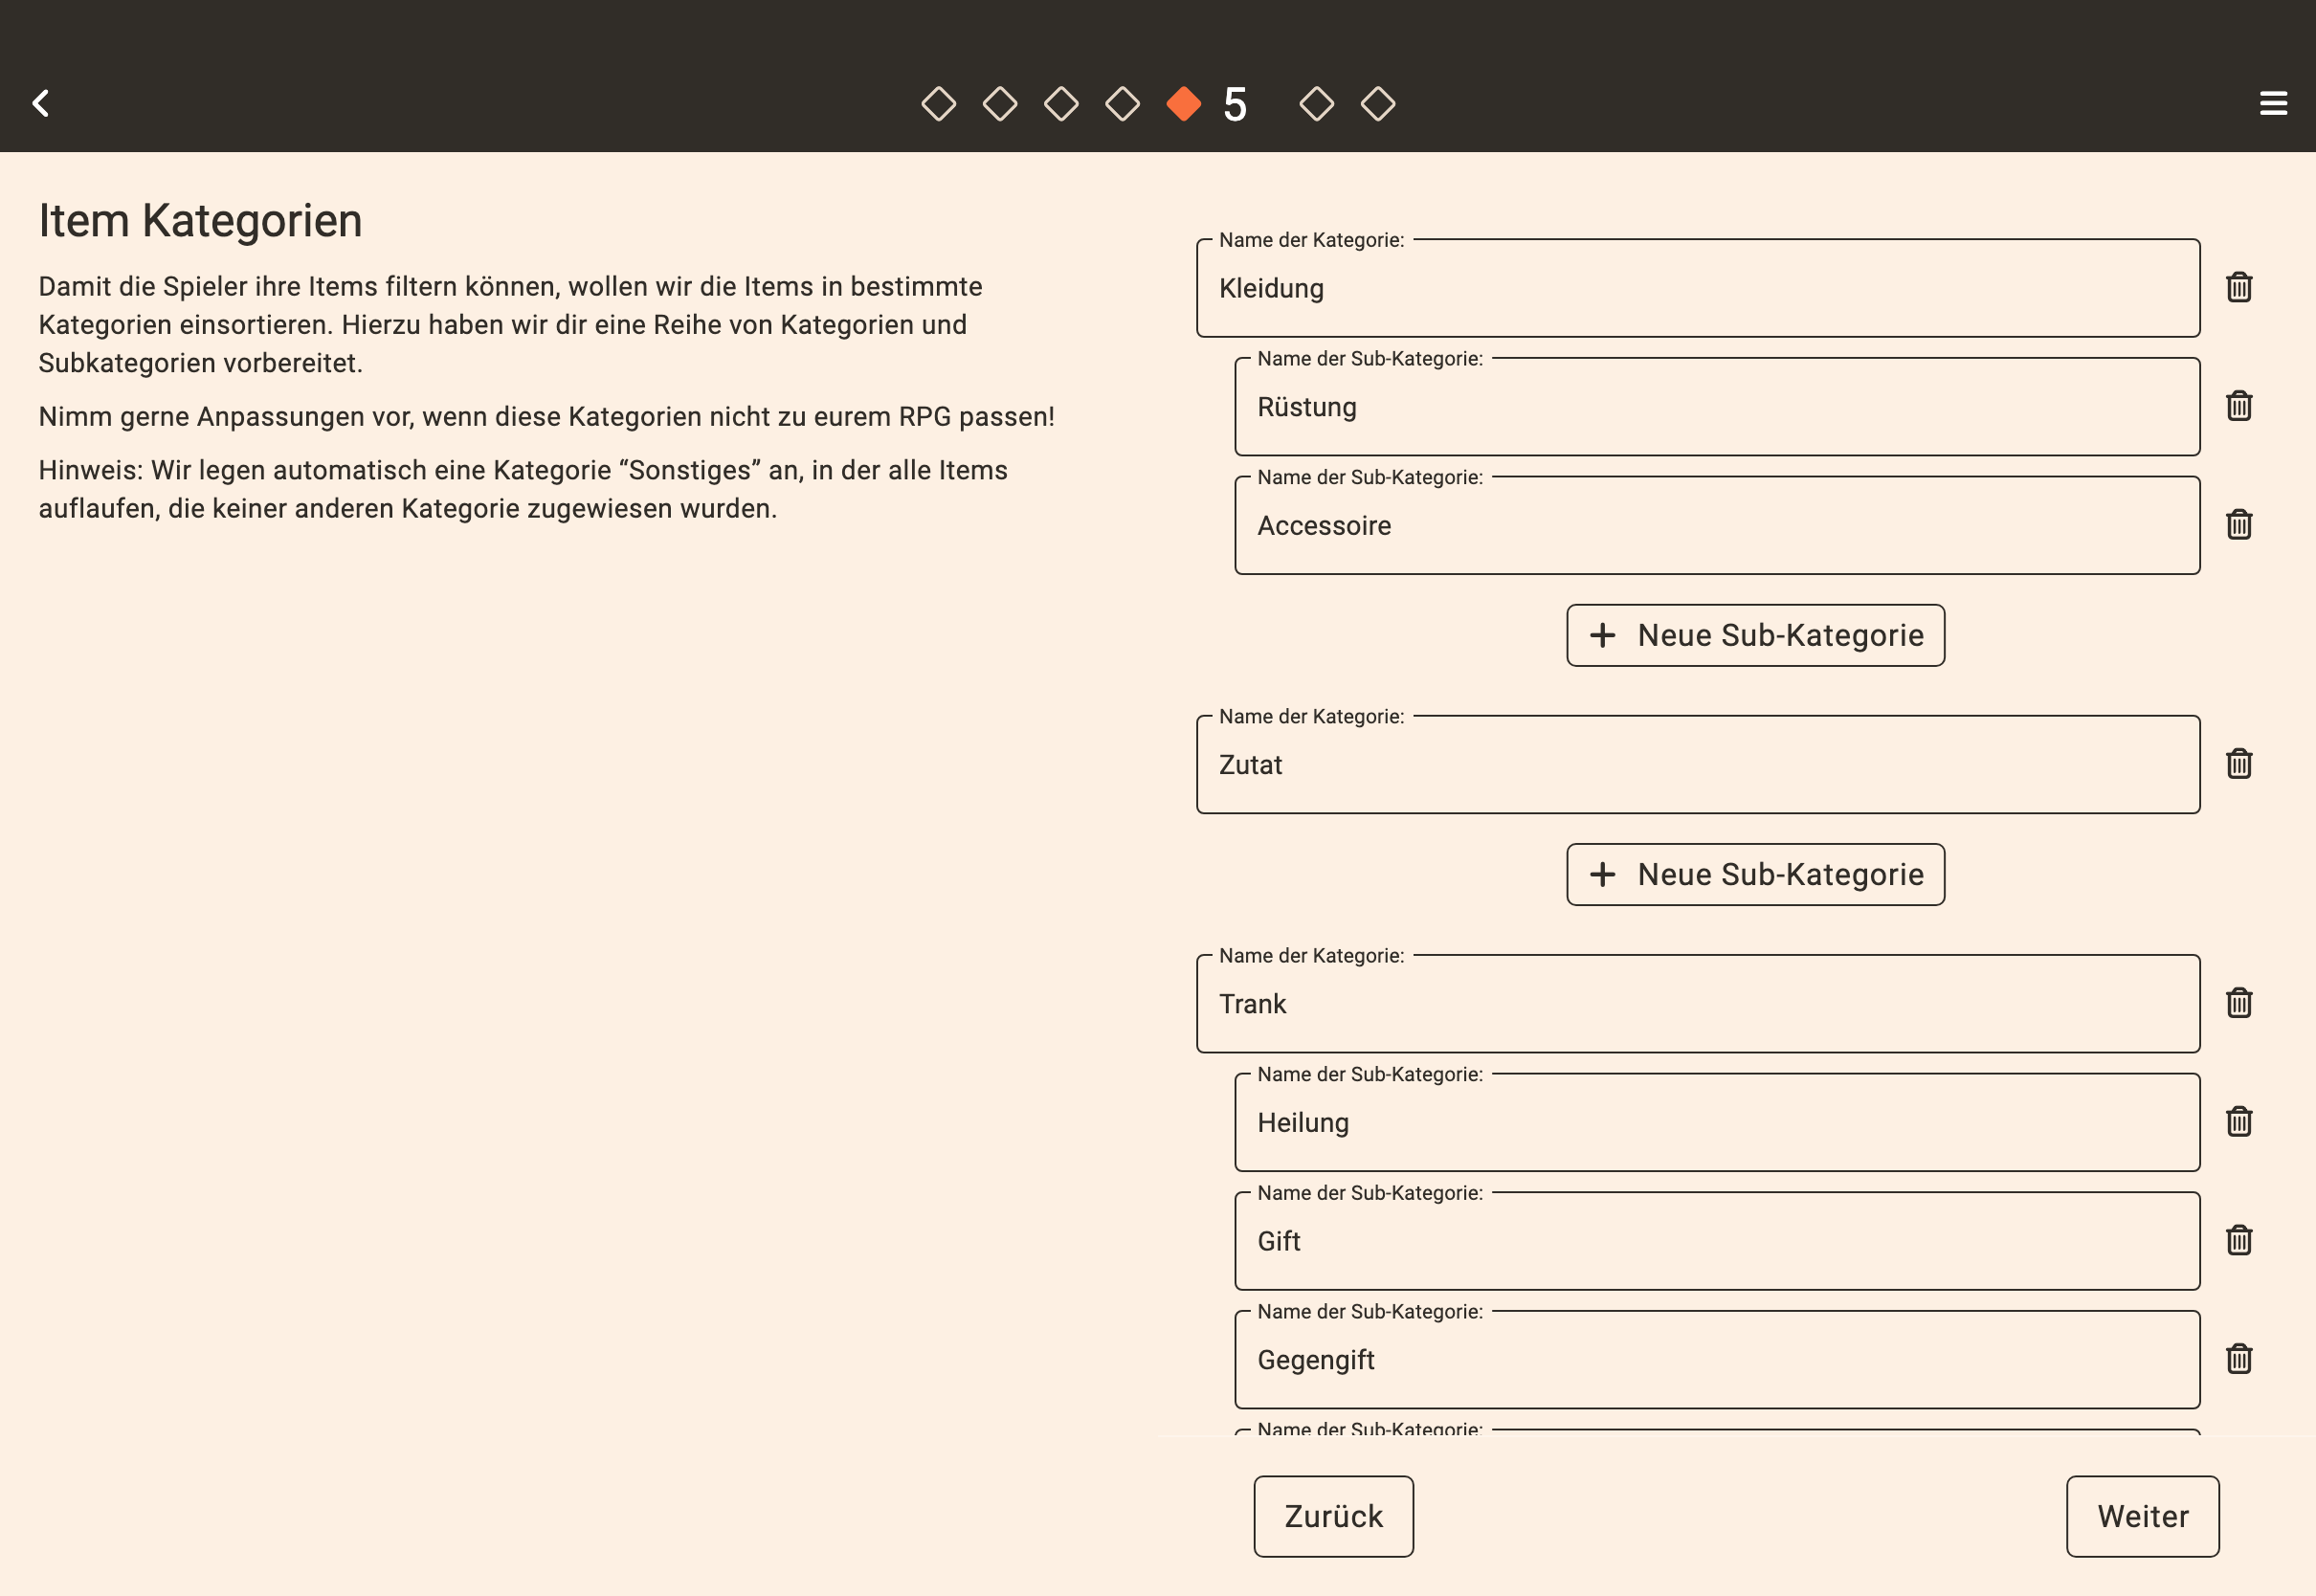 5
Item Kategorien
Damit die Spieler ihre Items filtern können, wollen wir die Items in bestimmte
Kategorien einsortieren. Hierzu haben wir dir eine Reihe von Kategorien und
Subkategorien vorbereitet.
Nimm gerne Anpassungen vor, wenn diese Kategorien nicht zu eurem RPG passen!
Hinweis: Wir legen automatisch eine Kategorie “Sonstiges” an, in der alle Items
auflaufen, die keiner anderen Kategorie zugewiesen wurden.
Name der Kategorie:
Kleidung
Name der Sub-Kategorie:
Rüstung
Name der Sub-Kategorie:
Accessoire
Neue Sub-Kategorie
Name der Kategorie:
Zutat
Neue Sub-Kategorie
Name der Kategorie:
Trank
Name der Sub-Kategorie:
Heilung
Name der Sub-Kategorie:
Gift
Name der Sub-Kategorie:
Gegengift
Name der Sub-Kategorie:
Zurück
Weiter